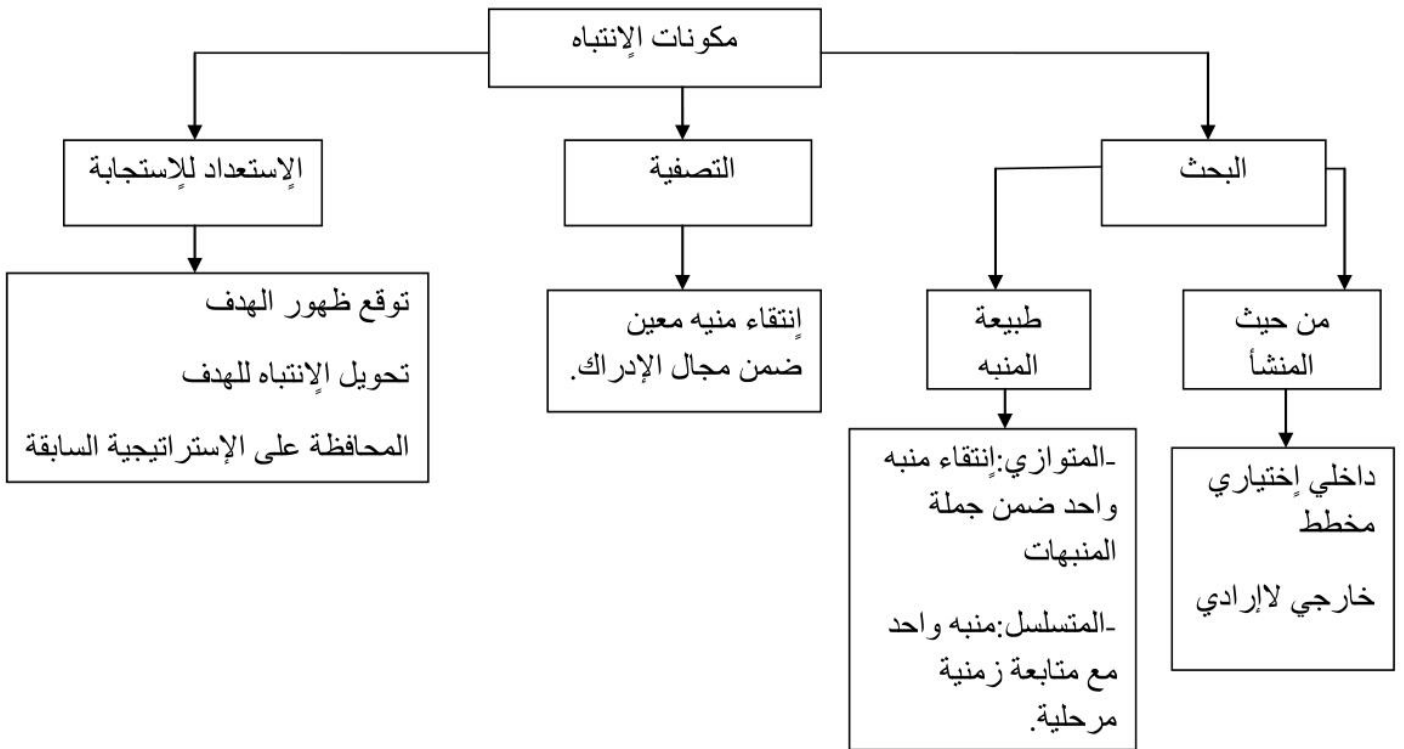 مكونات الإنتباه
البحث
التصفية
الإستعداد للإستجابة
من حيث
المنشأ
طبيعة
المنبه
إنتقاء منيه معين
ضمن مجال الإدراك.
توقع ظهور الهدف
تحويل الإنتباه للهدف
المحافظة على الإستراتيجية السابقة
داخلي إختياري
مخطط
خارجي لاإرادي
-المتوازي:إنتقاء منبه
واحد ضمن جملة
المنبهات
-المتسلسل:منبه واحد
مع متابعة زمنية
مرحلية.